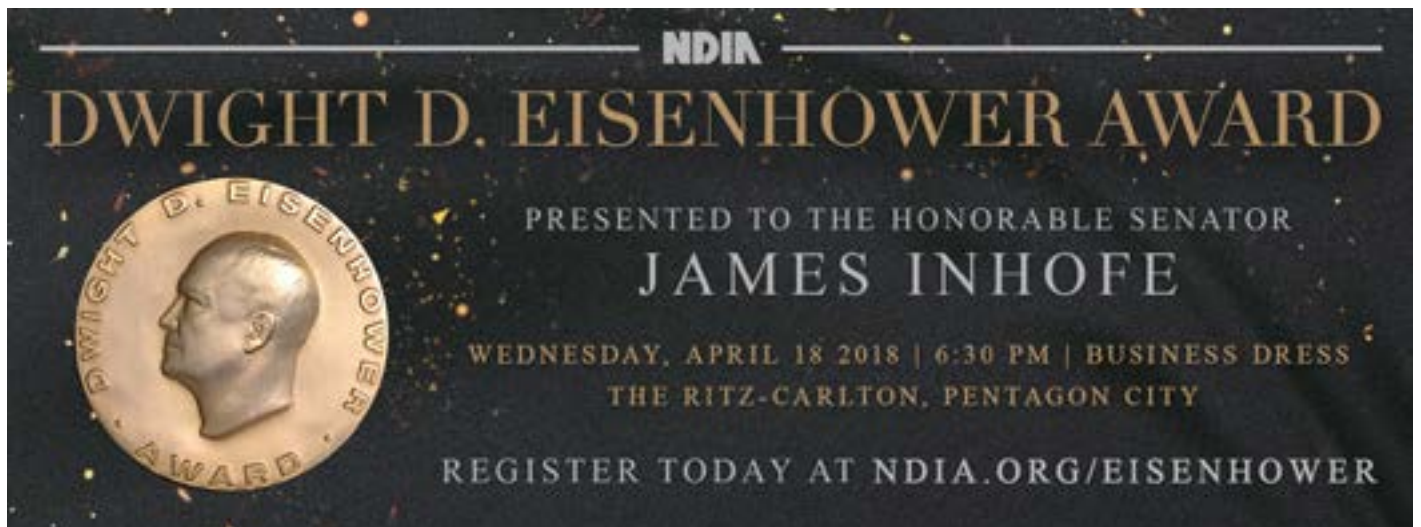 NDIA
DWIGHT D. EISENHOWER AWARD
DWIGHT D. EISENHOWER
AWARD
PRESENTED TO THE HONORABLE SENATOR
JAMES INHOFE
WEDNESDAY, APRIL 18 2018 | 6:30 PM | BUSINESS DRESS
THE RITZ-CARLTON, PENTAGON CITY
REGISTER TODAY AT NDIA.ORG/EISENHOWER